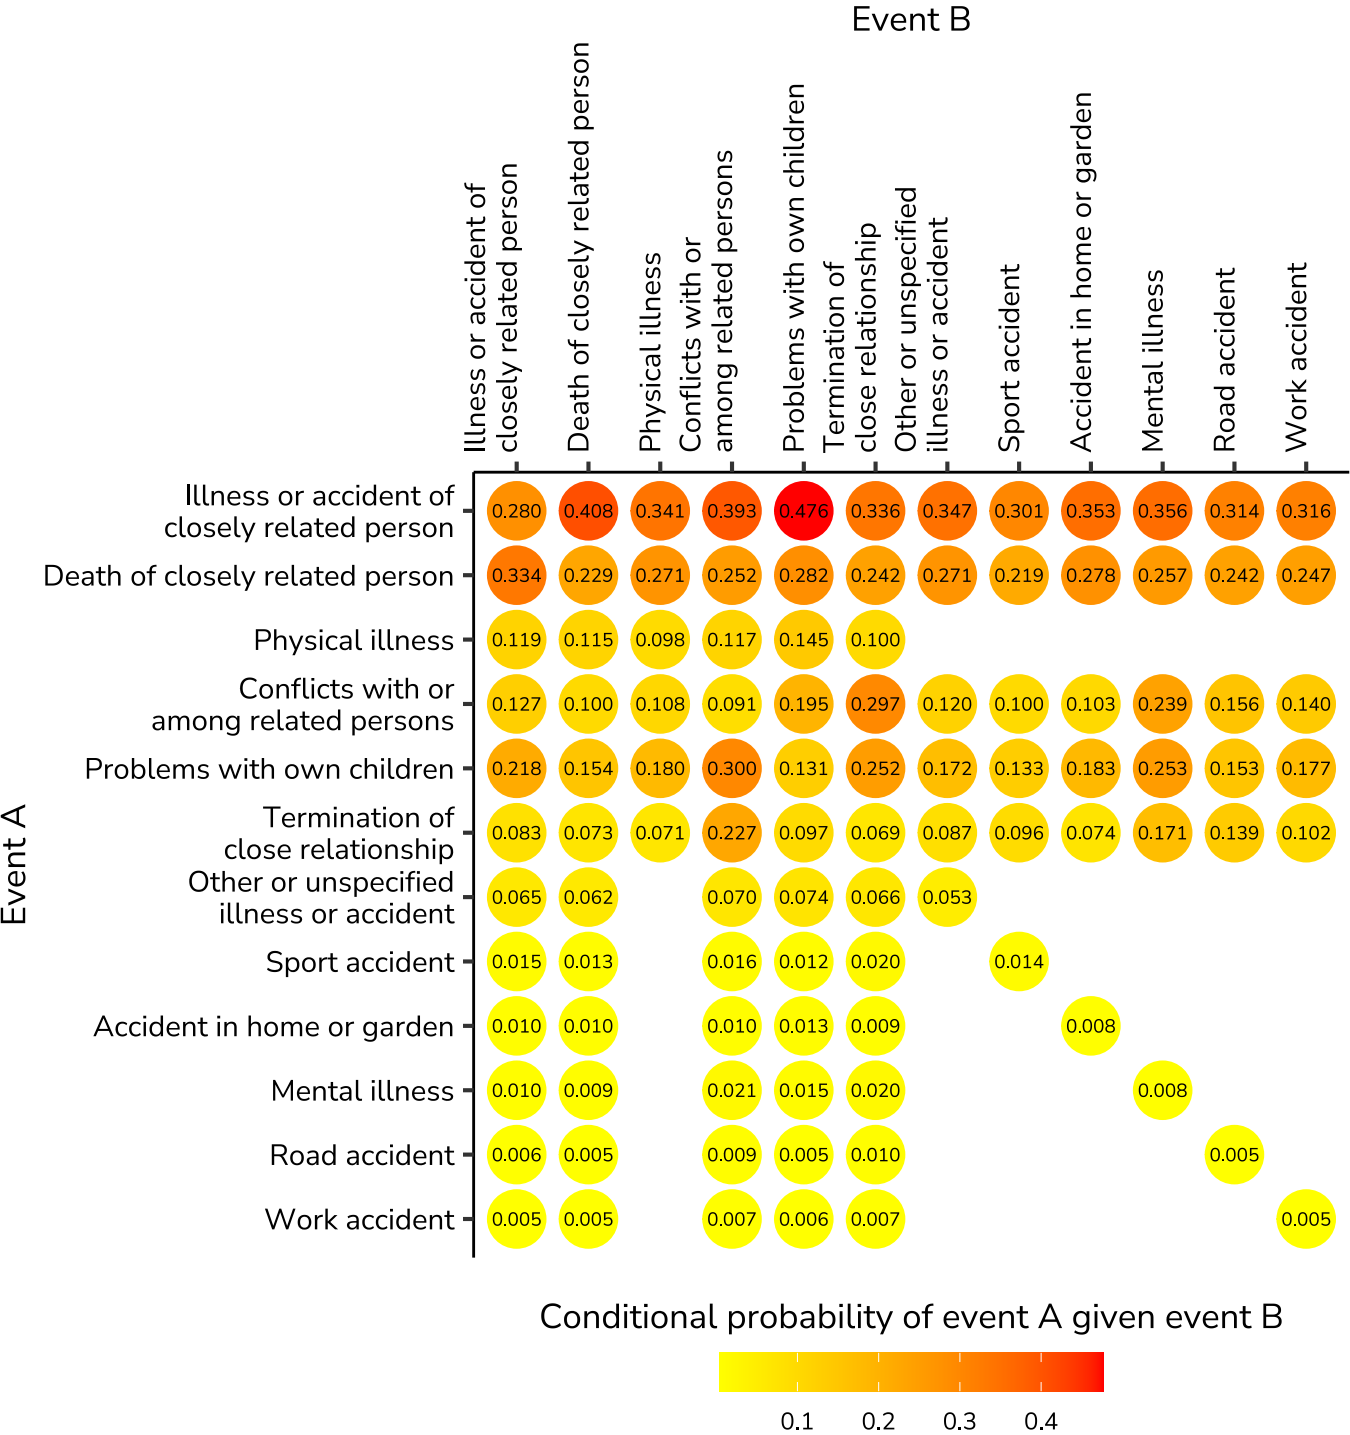 Event B
Illness or accident of
closely related person
Death of closely related person
Physical illness
Conflicts with or
among related persons
Problems with own children
Termination of
close relationship
Other or unspecified
illness or accident
Sport accident
Accident in home or garden
Mental illness
Road accident
Work accident
Event A
Illness or accident of
closely related person
0.280 0.408 0.341 0.393 0.476 0.336 0.347 0.301 0.353 0.356 0.314 0.316
Death of closely related person
0.334 0.229 0.271 0.252 0.282 0.242 0.271 0.219 0.278 0.257 0.242 0.247
Physical illness
0.119 0.115 0.098 0.117 0.145 0.100
Conflicts with or
among related persons
0.127 0.100 0.108 0.091 0.195 0.297 0.120 0.100 0.103 0.239 0.156 0.140
Problems with own children
0.218 0.154 0.180 0.300 0.131 0.252 0.172 0.133 0.183 0.253 0.153 0.177
Termination of
close relationship
0.083 0.073 0.071 0.227 0.097 0.069 0.087 0.096 0.074 0.171 0.139 0.102
Other or unspecified
illness or accident
0.065 0.062 0.070 0.074 0.066 0.053
Sport accident
0.015 0.013 0.016 0.012 0.020 0.014
Accident in home or garden
0.010 0.010 0.010 0.013 0.009 0.008
Mental illness
0.010 0.009 0.021 0.015 0.020 0.008
Road accident
0.006 0.005 0.009 0.005 0.010 0.005
Work accident
0.005 0.005 0.007 0.006 0.007 0.005
Conditional probability of event A given event B
0.1 0.2 0.3 0.4